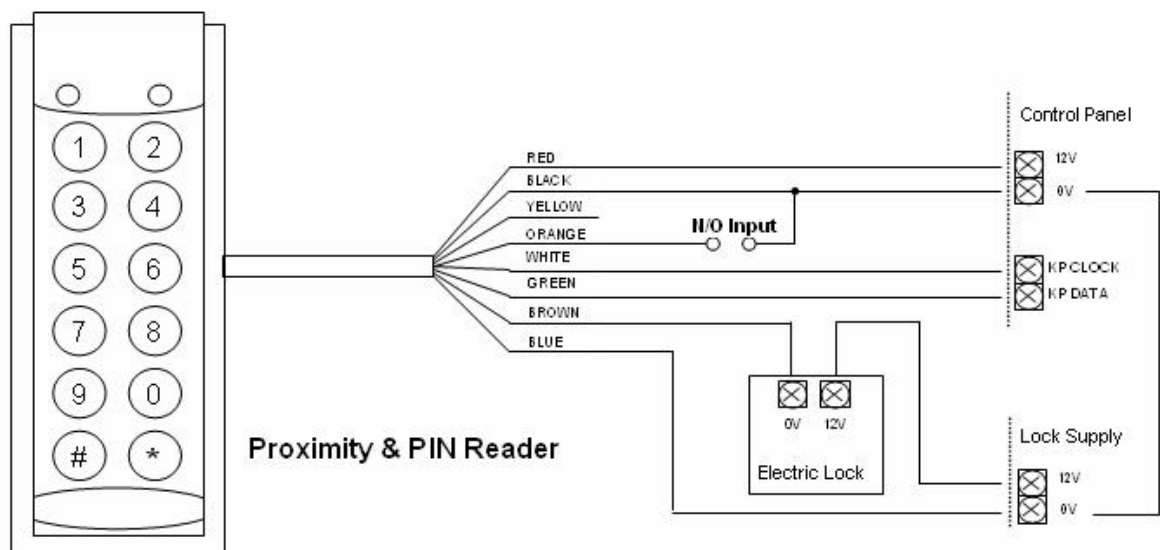 1 2
3 4
5 6
7 8
9 0
# *
Proximity & PIN Reader
RED
BLACK
YELLOW
ORANGE
WHITE
GREEN
BROWN
BLUE
N/O Input
Control Panel
12V
0V
KP CLOCK
KP DATA
0V 12V
Electric Lock
Lock Supply
12V
0V